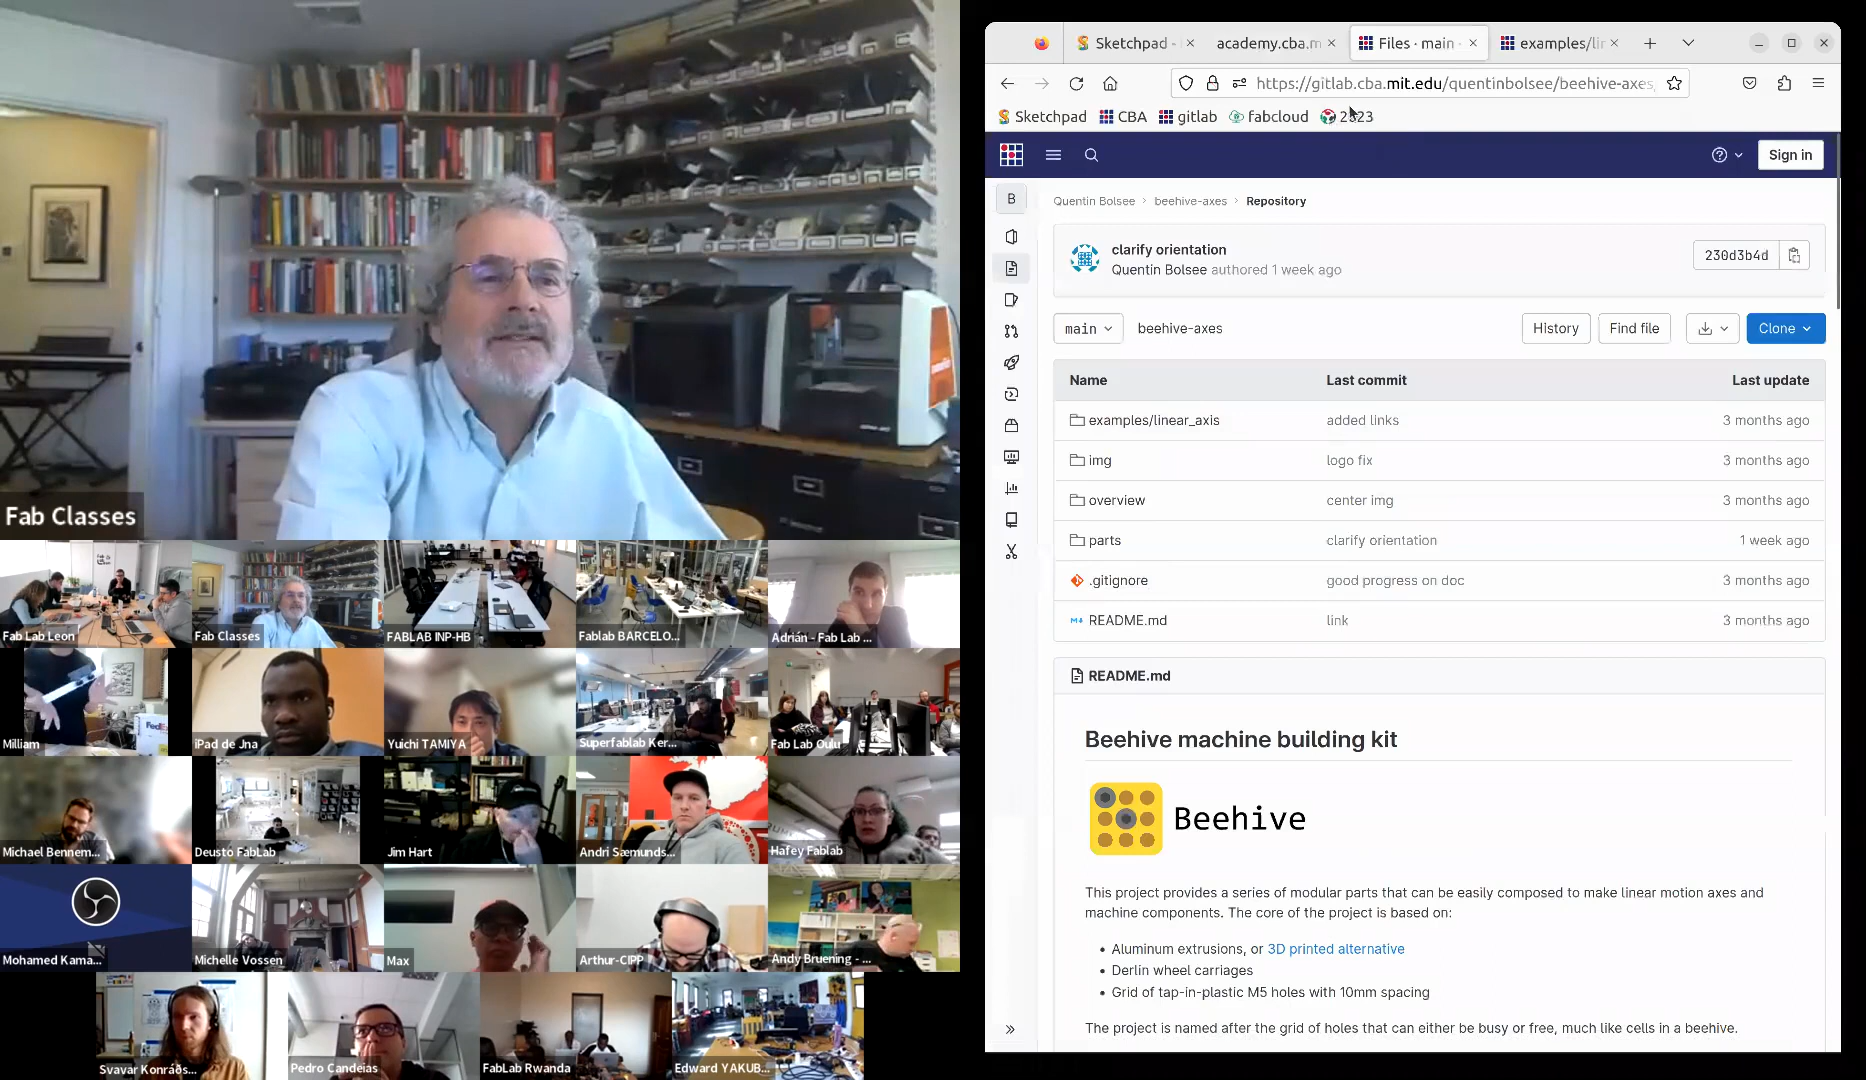 Fab Classes
Fab Lab Leon
Fab Classes
FABLAB INP-HB
Fablab BARCELO...
Adrián - Fab Lab ...
Milliam
iPad de Jna
Yuichi TAMIYA
Superfablab Ker...
Fab Lab Oulu
Michael Bennem...
Deusto FabLab
Jim Hart
Andri Sæmunds...
Hafey Fablab
Mohamed Kama...
Michelle Vossen
Max
Arthur-CIPP
Andy Bruening - ...
Svavar Konráðs...
Pedro Candeias
FabLab Rwanda
Edward YAKUB...
Sketchpad -
academy.cba.m
Files · main ·
examples/lir
https://gitlab.cba.mit.edu/quentinbolsee/beehive-axes
Sketchpad CBA gitlab fabcloud 2023
Sign in
B
Quentin Bolsee > beehive-axes > Repository
clarify orientation
Quentin Bolsee authored 1 week ago
230d3b4d
main
beehive-axes
History
Find file
Clone
Name Last commit Last update
examples/linear_axis added links 3 months ago
img logo fix 3 months ago
overview center img 3 months ago
parts clarify orientation 1 week ago
.gitignore good progress on doc 3 months ago
README.md link 3 months ago
README.md
Beehive machine building kit
Beehive
This project provides a series of modular parts that can be easily composed to make linear motion axes and
machine components. The core of the project is based on:
• Aluminum extrusions, or 3D printed alternative
• Derlin wheel carriages
• Grid of tap-in-plastic M5 holes with 10mm spacing
The project is named after the grid of holes that can either be busy or free, much like cells in a beehive.